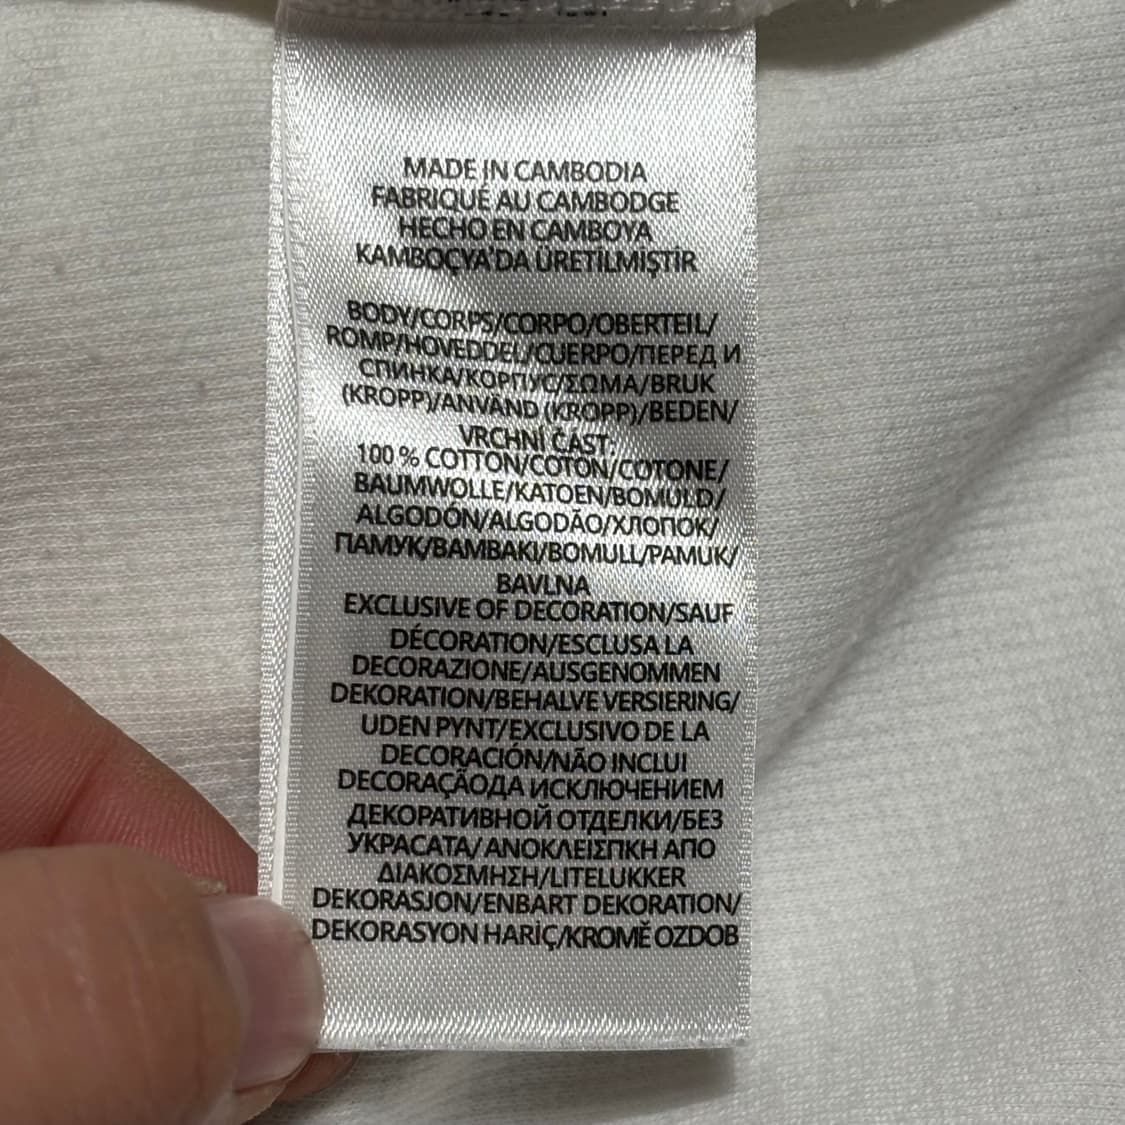 MADE IN CAMBODIA
FABRIQUÉ AU CAMBODGE
HECHO EN CAMBOYA
KAMBOÇYA'DA ÜRETİLMİŞTİR
BODY/CORPS/CORPO/OBERTEIL/
ROMP/HOVEDDEL/CUERPO/ПЕРЕД И
СПИНКА/КОРПУС/ΣΩΜΑ/BRUK
(KROPP)/ANVÄND (KROPP)/BEDEN/
VRCHNÍ ČÁST:
100 % COTTON/COTON/COTONE/
BAUMWOLLE/KATOEN/BOMULD/
ALGODÓN/ALGODÃO/ХЛОПОК/
ПАМУК/BAMBAKI/BOMULL/PAMUK/
BAVLNA
EXCLUSIVE OF DECORATION/SAUF
DÉCORATION/ESCLUSA LA
DECORAZIONE/AUSGENOMMEN
DEKORATION/BEHALVE VERSIERING/
UDEN PYNT/EXCLUSIVO DE LA
DECORACIÓN/NÃO INCLUI
DECORAÇÃOДА ИСКЛЮЧЕНИЕМ
ДЕКОРАТИВНОЙ ОТДЕЛКИ/БЕЗ
УКРАСАТА/ ΑΝΟΚΛΕΙΣΠΚΗ ΑΠΟ
ΔΙΑΚΟΣΜΗΣΗ/LITELUKKER
DEKORASJON/ENBART DEKORATION/
DEKORASYON HARİÇ/KROMĚ OZDOB